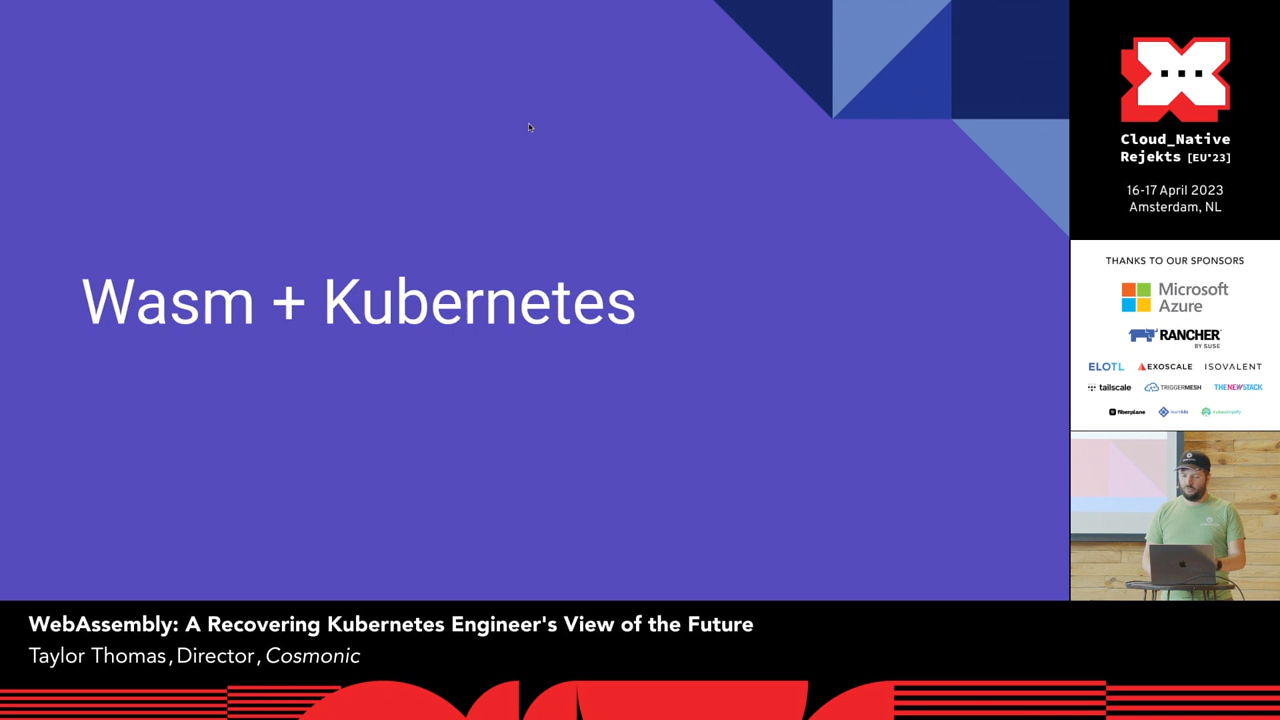 Wasm + Kubernetes
Cloud_Native
Rejekts [EU'23]
16-17 April 2023
Amsterdam, NL
THANKS TO OUR SPONSORS
Microsoft
Azure
RANCHER
BY SUSE
ELOTL EXOSCALE ISOVALENT
tailscale TRIGGERMESH THENEWSTACK
fiberplane kubesimplify
WebAssembly: A Recovering Kubernetes Engineer's View of the Future
Taylor Thomas, Director, Cosmonic